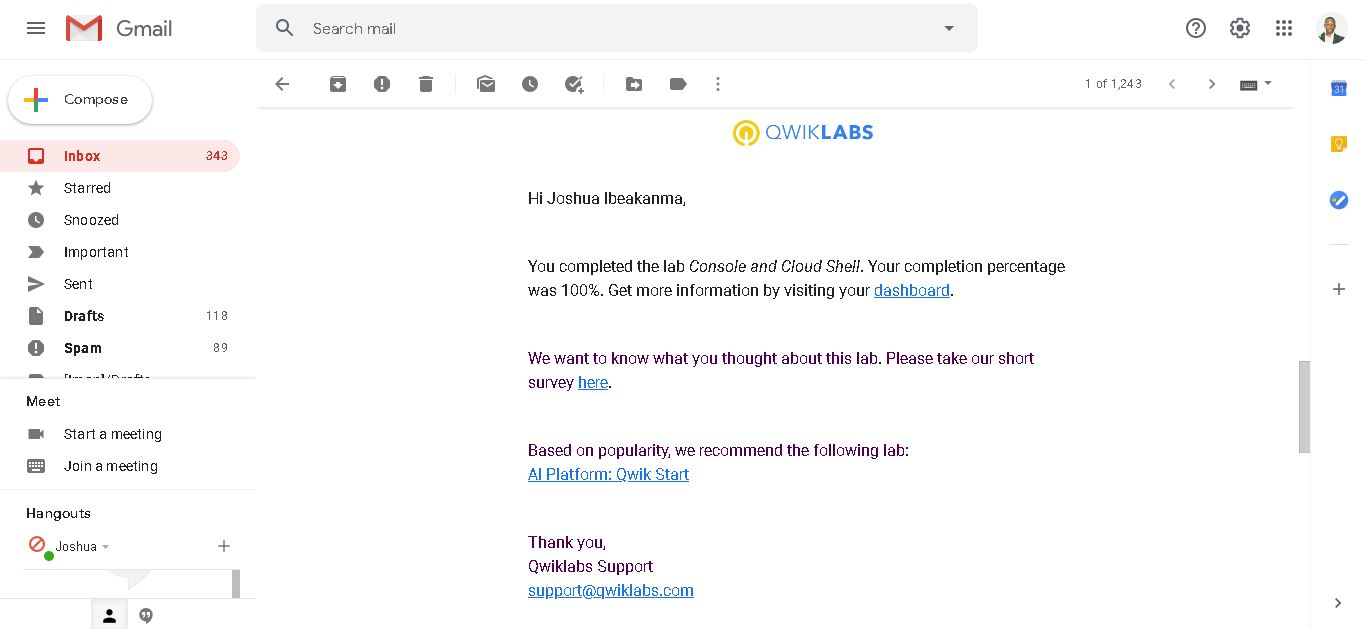 Gmail
Search mail
Compose
1 of 1,243
31
Inbox 343
Starred
Snoozed
Important
Sent
Drafts 118
Spam 89
Meet
Start a meeting
Join a meeting
Hangouts
Joshua
QWIKLABS
Hi Joshua Ibeakanma,
You completed the lab Console and Cloud Shell. Your completion percentage
was 100%. Get more information by visiting your dashboard.
We want to know what you thought about this lab. Please take our short
survey here.
Based on popularity, we recommend the following lab:
AI Platform: Qwik Start
Thank you,
Qwiklabs Support
support@qwiklabs.com